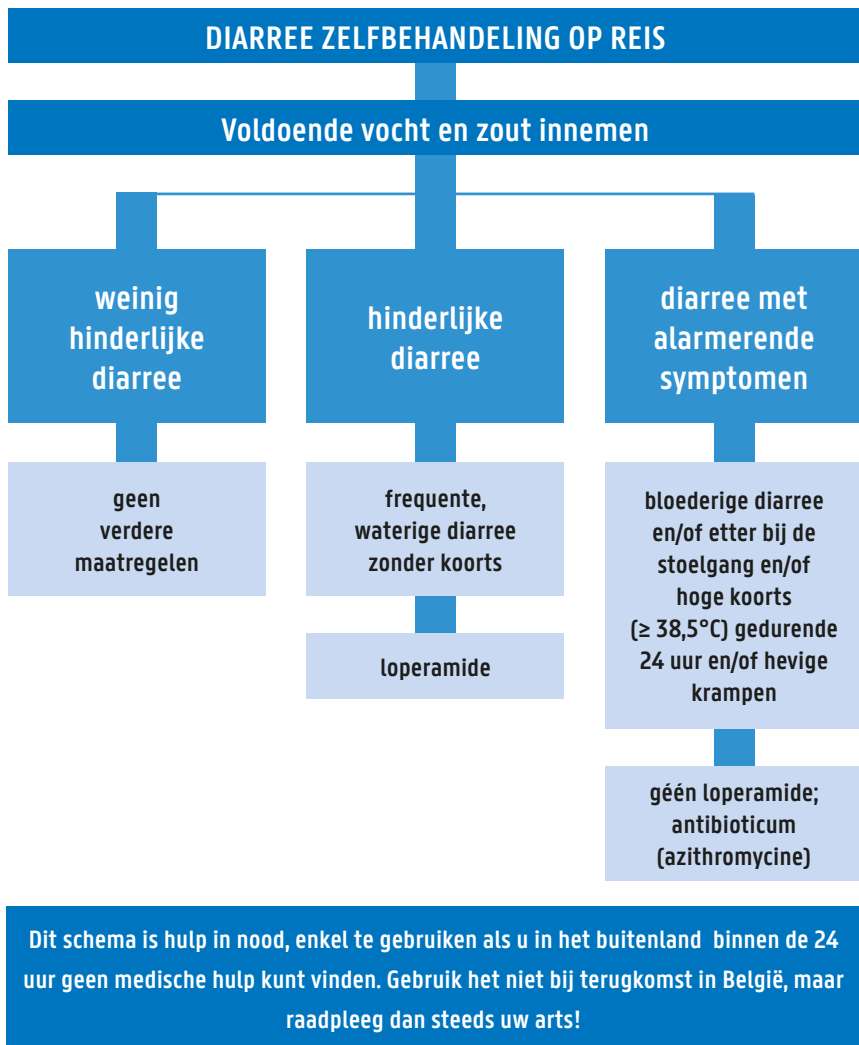 DIARREE ZELFBEHANDELING OP REIS
Voldoende vocht en zout innemen
weinig
hinderlijke
diarree
geen
verdere
maatregelen
hinderlijke
diarree
frequente,
waterige diarree
zonder koorts
loperamide
diarree met
alarmerende
symptomen
bloederige diarree
en/of etter bij de
stoelgang en/of
hoge koorts
(≥ 38,5°C) gedurende
24 uur en/of hevige
krampen
géén loperamide;
antibioticum
(azithromycine)
Dit schema is hulp in nood, enkel te gebruiken als u in het buitenland binnen de 24
uur geen medische hulp kunt vinden. Gebruik het niet bij terugkomst in België, maar
raadpleeg dan steeds uw arts!